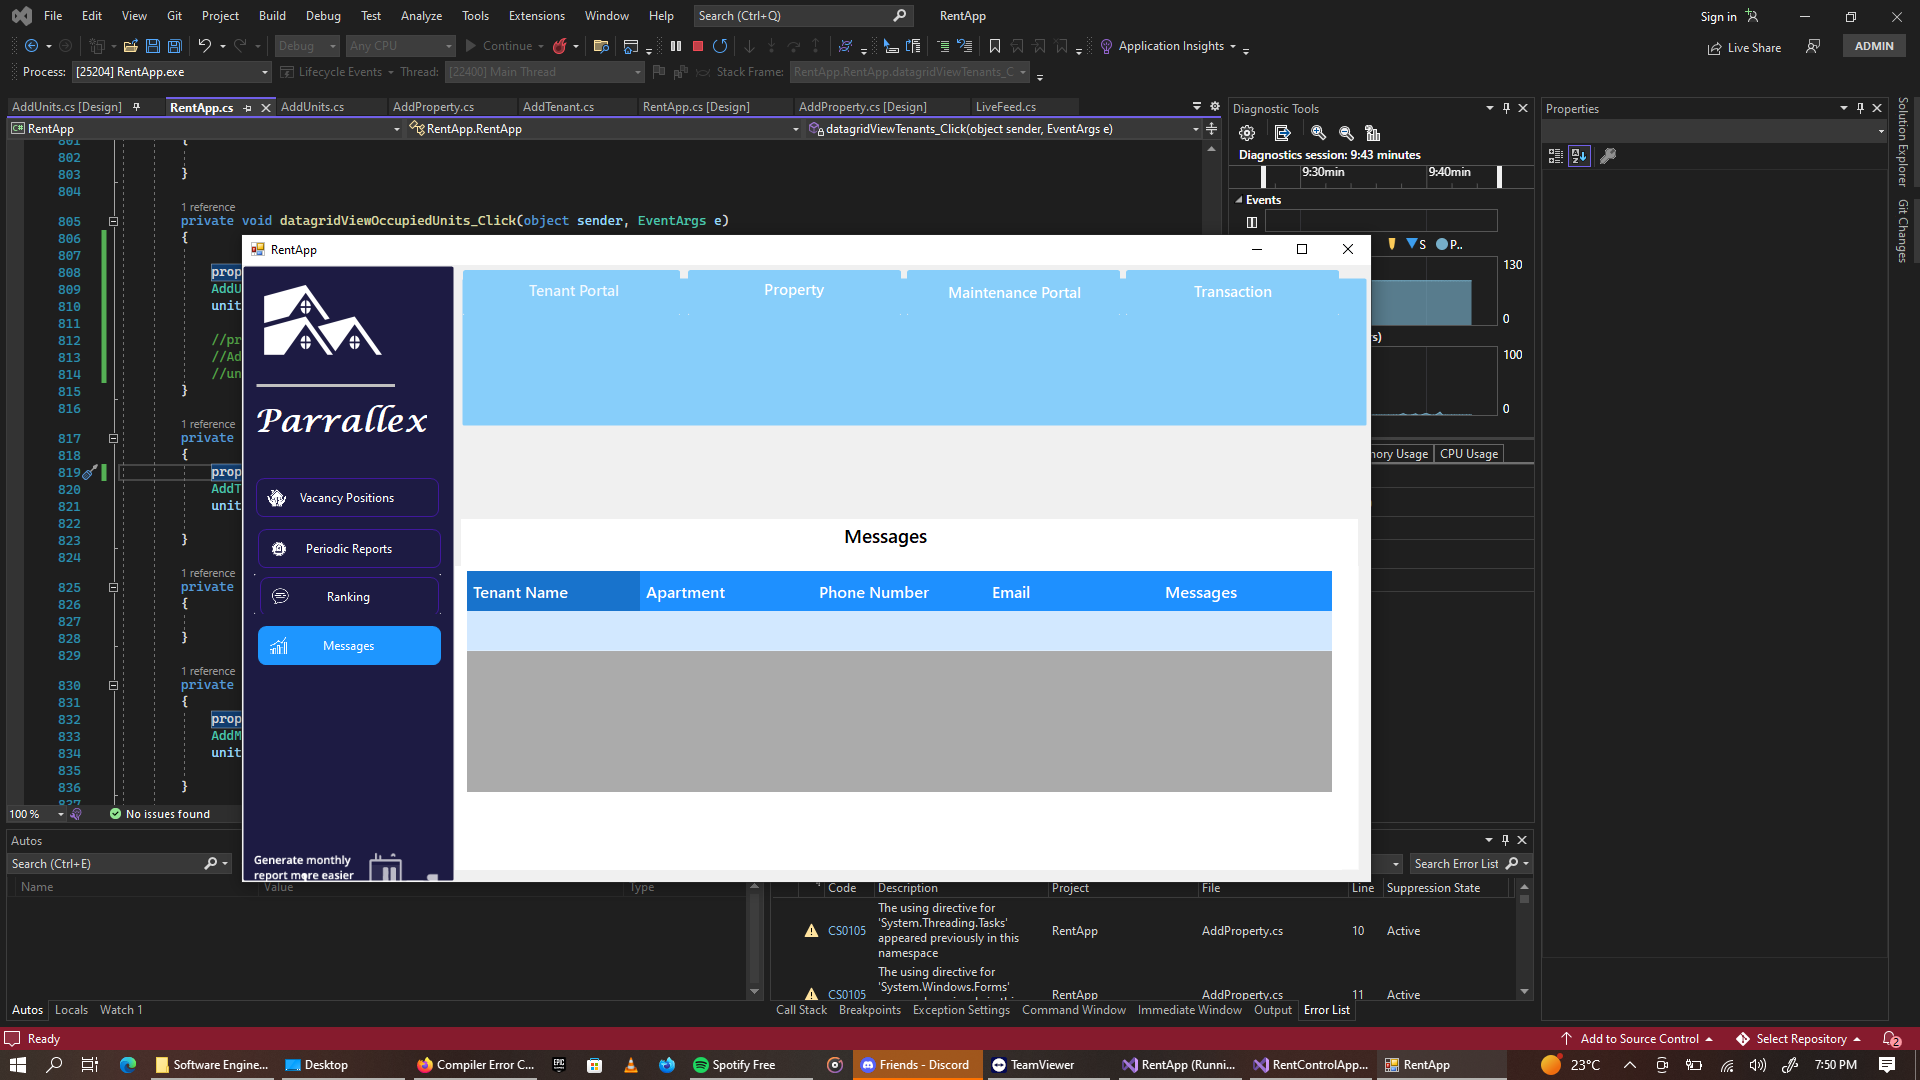 File Edit View Git Project Build Debug Test Analyze Tools Extensions Window Help Search (Ctrl+Q) RentApp Sign in
Debug Any CPU Continue Application Insights Live Share ADMIN
Process: [25204] RentApp.exe Lifecycle Events Thread: [22400] Main Thread Stack Frame: RentApp.RentApp.datagridViewTenants_C
AddUnits.cs [Design] RentApp.cs AddUnits.cs AddProperty.cs AddTenant.cs RentApp.cs [Design] AddProperty.cs [Design] LiveFeed.cs
RentApp RentApp.RentApp datagridViewTenants_Click(object sender, EventArgs e)
801 {
802
803 }
804
1 reference
805 private void datagridViewOccupiedUnits_Click(object sender, EventArgs e)
806 {
807
808 prop
809 AddU
810 unit
811
812 //pr
813 //Ad
814 //un
815 }
816
1 reference
817 private
818 {
819 prop
820 AddT
821 unit
822
823 }
824
1 reference
825 private
826 {
827
828 }
829
1 reference
830 private
831 {
832 prop
833 AddM
834 unit
835
836 }
837
100 % No issues found
RentApp
Parrallex
Vacancy Positions
Periodic Reports
Ranking
Messages
Generate monthly
report more easier
Tenant Portal Property Maintenance Portal Transaction
Messages
Tenant Name Apartment Phone Number Email Messages
Diagnostic Tools
Diagnostics session: 9:43 minutes
9:30min 9:40min
Events
S P..
130
0
s)
100
0
mory Usage CPU Usage
Properties
Solution Explorer
Git Changes
Autos
Search (Ctrl+E)
Name Value Type
Autos Locals Watch 1
Search Error List
Code Description Project File Line Suppression State
CS0105 The using directive for
'System.Threading.Tasks'
appeared previously in this
namespace
RentApp AddProperty.cs 10 Active
CS0105 The using directive for
'System.Windows.Forms'
RentApp AddProperty.cs 11 Active
Call Stack Breakpoints Exception Settings Command Window Immediate Window Output Error List
Ready Add to Source Control Select Repository 2
Software Engine... Desktop Compiler Error C... Spotify Free Friends - Discord TeamViewer RentApp (Runni... RentControlApp... RentApp 23°C 7:50 PM